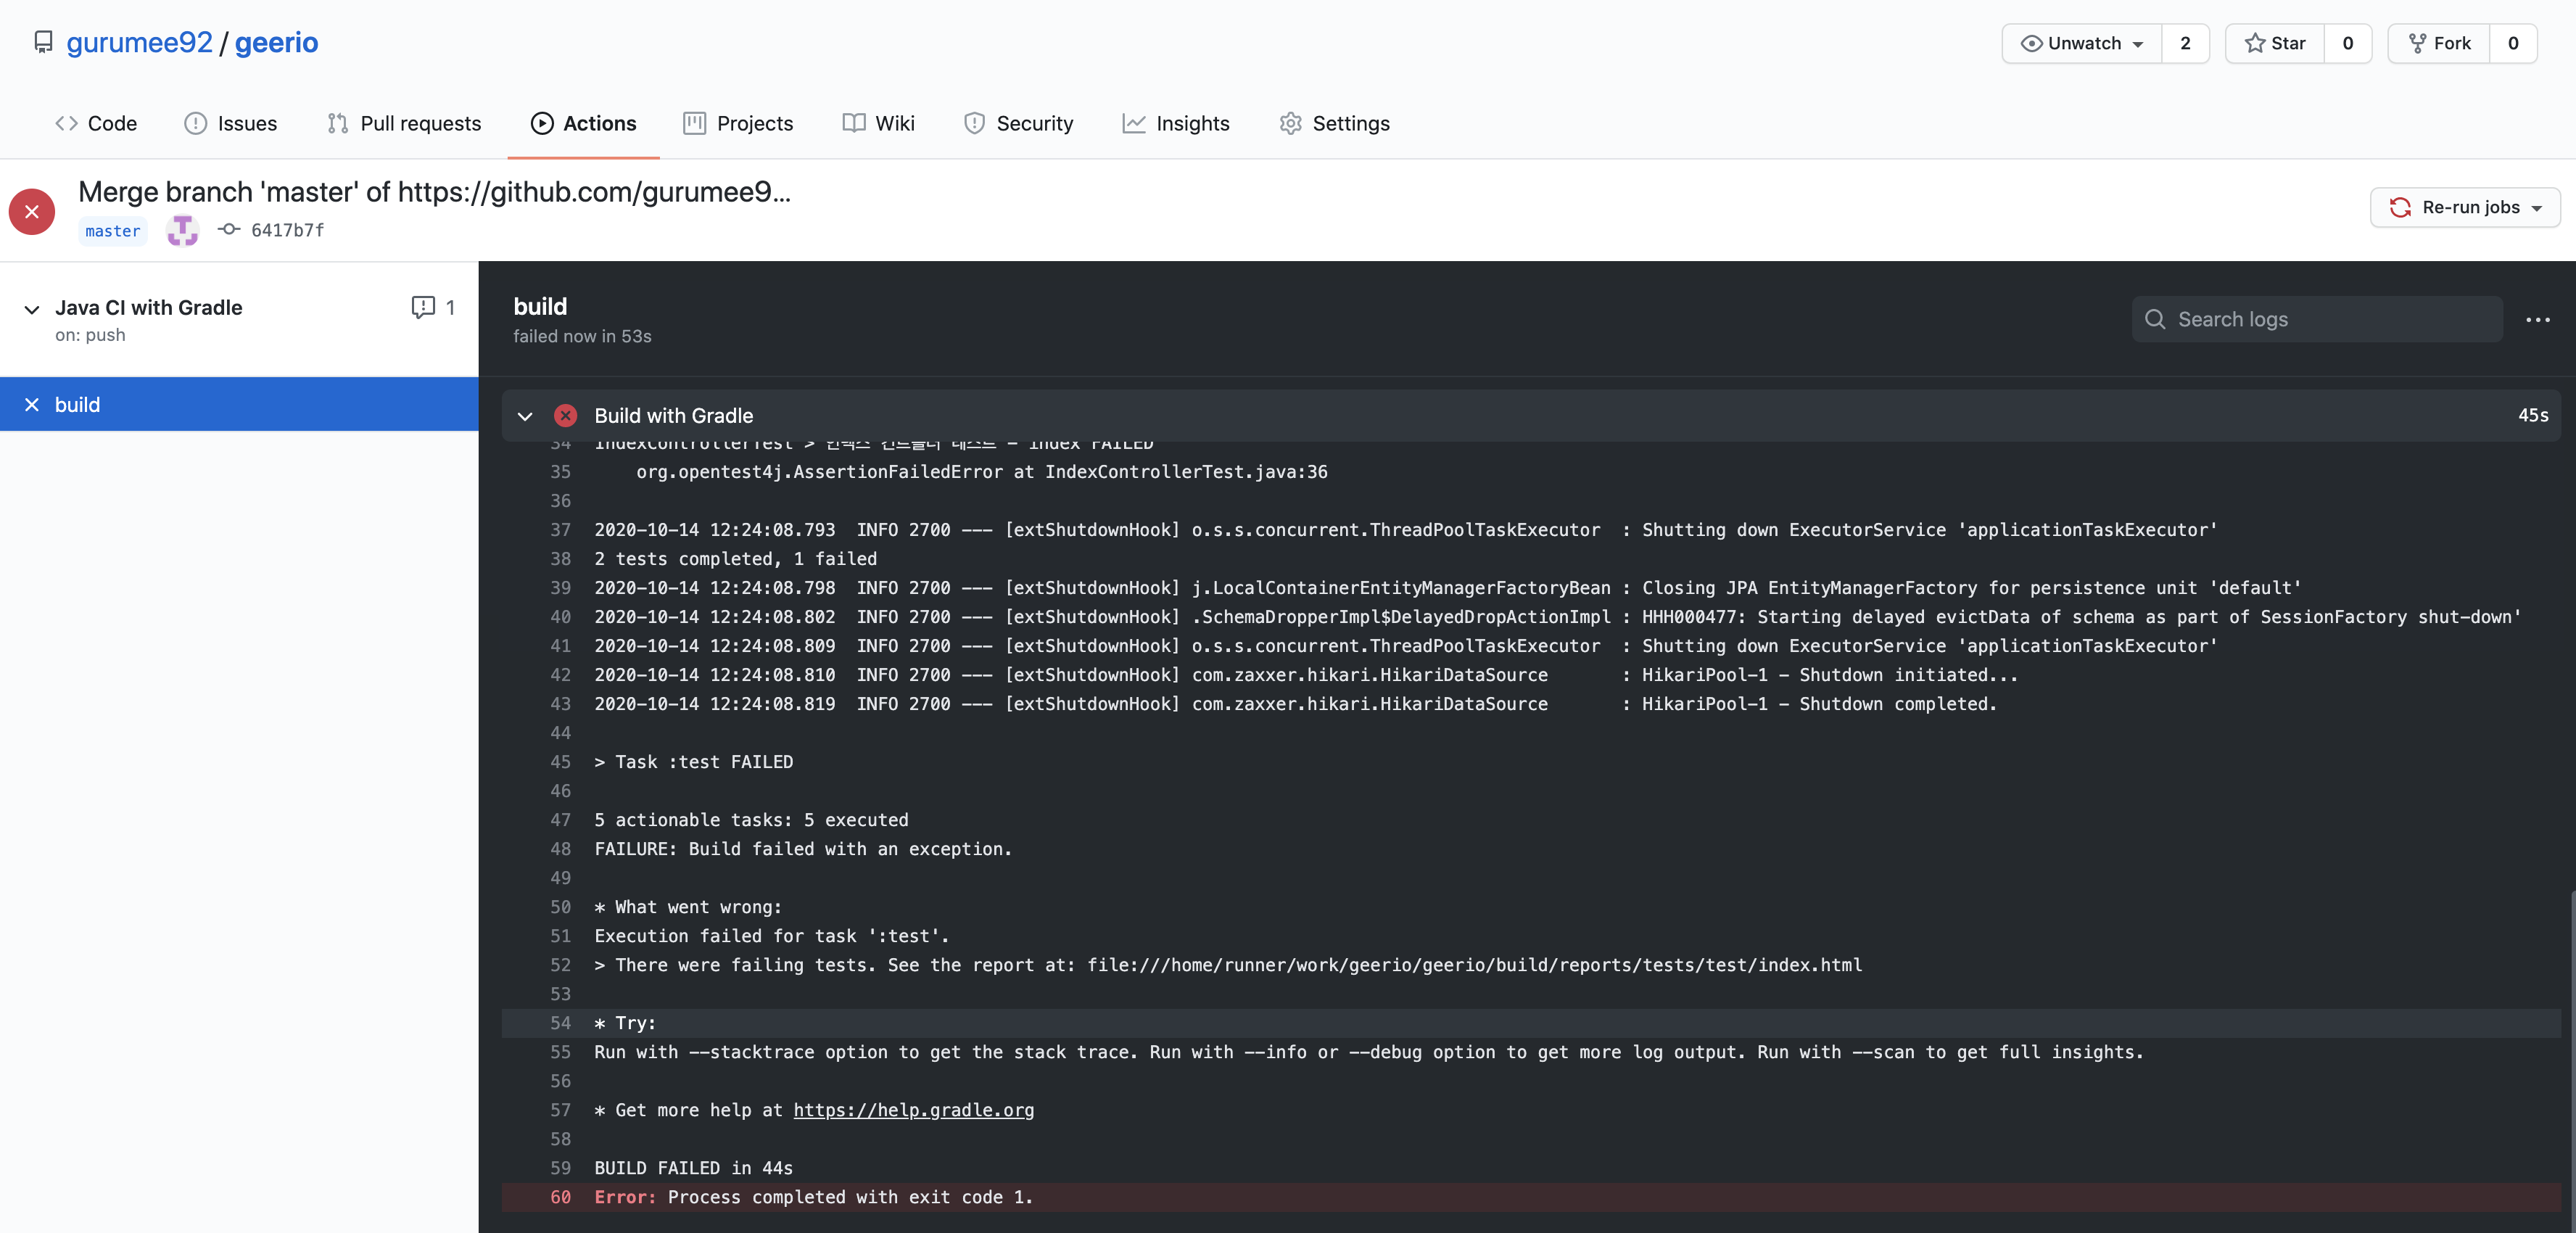 gurumee92 / geerio
Unwatch 2 Star 0 Fork 0
Code Issues Pull requests Actions Projects Wiki Security Insights Settings
Merge branch 'master' of https://github.com/gurumee9...
master 6417b7f
Re-run jobs
Java CI with Gradle 1
on: push
build
build
failed now in 53s
Search logs
Build with Gradle 45s
34 IndexControllerTest > 인덱스 컨트롤러 테스트 - index FAILED
35 org.opentest4j.AssertionFailedError at IndexControllerTest.java:36
36
37 2020-10-14 12:24:08.793 INFO 2700 --- [extShutdownHook] o.s.s.concurrent.ThreadPoolTaskExecutor : Shutting down ExecutorService 'applicationTaskExecutor'
38 2 tests completed, 1 failed
39 2020-10-14 12:24:08.798 INFO 2700 --- [extShutdownHook] j.LocalContainerEntityManagerFactoryBean : Closing JPA EntityManagerFactory for persistence unit 'default'
40 2020-10-14 12:24:08.802 INFO 2700 --- [extShutdownHook] .SchemaDropperImpl$DelayedDropActionImpl : HHH000477: Starting delayed evictData of schema as part of SessionFactory shut-down'
41 2020-10-14 12:24:08.809 INFO 2700 --- [extShutdownHook] o.s.s.concurrent.ThreadPoolTaskExecutor : Shutting down ExecutorService 'applicationTaskExecutor'
42 2020-10-14 12:24:08.810 INFO 2700 --- [extShutdownHook] com.zaxxer.hikari.HikariDataSource : HikariPool-1 - Shutdown initiated...
43 2020-10-14 12:24:08.819 INFO 2700 --- [extShutdownHook] com.zaxxer.hikari.HikariDataSource : HikariPool-1 - Shutdown completed.
44
45 > Task :test FAILED
46
47 5 actionable tasks: 5 executed
48 FAILURE: Build failed with an exception.
49
50 * What went wrong:
51 Execution failed for task ':test'.
52 > There were failing tests. See the report at: file:///home/runner/work/geerio/geerio/build/reports/tests/test/index.html
53
54 * Try:
55 Run with --stacktrace option to get the stack trace. Run with --info or --debug option to get more log output. Run with --scan to get full insights.
56
57 * Get more help at https://help.gradle.org
58
59 BUILD FAILED in 44s
60 Error: Process completed with exit code 1.